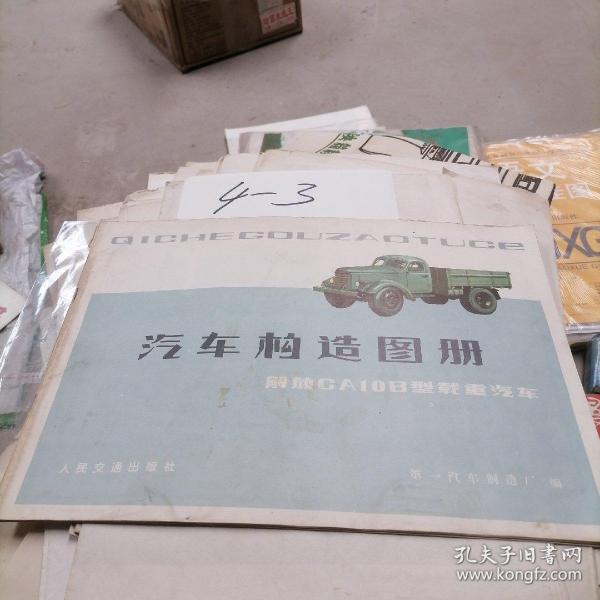 4-3
QICHEGOUZAOTUCE
汽车构造图册
解放CA10B型载重汽车
人民交通出版社
第一汽车制造厂 编
孔夫子旧书网
www.kongfz.com